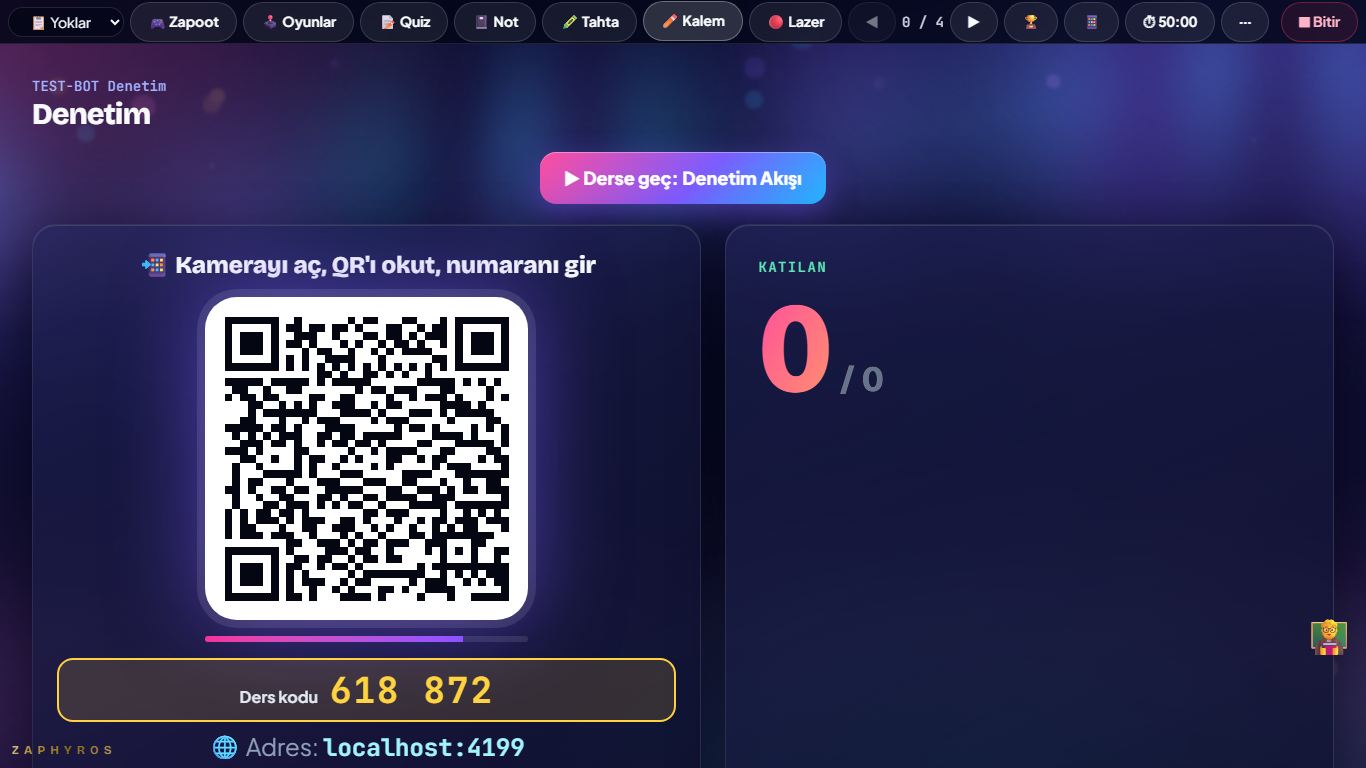 Yoklar
Zapoot
Oyunlar
Quiz
Not
Tahta
Kalem
Lazer
0 / 4
50:00
---
Bitir
TEST-BOT Denetim
Denetim
Derse geç: Denetim Akışı
Kamerayı aç, QR'ı okut, numaranı gir
KATILAN
0 / 0
Ders kodu 618 872
Adres: localhost:4199
ZAPHYROS